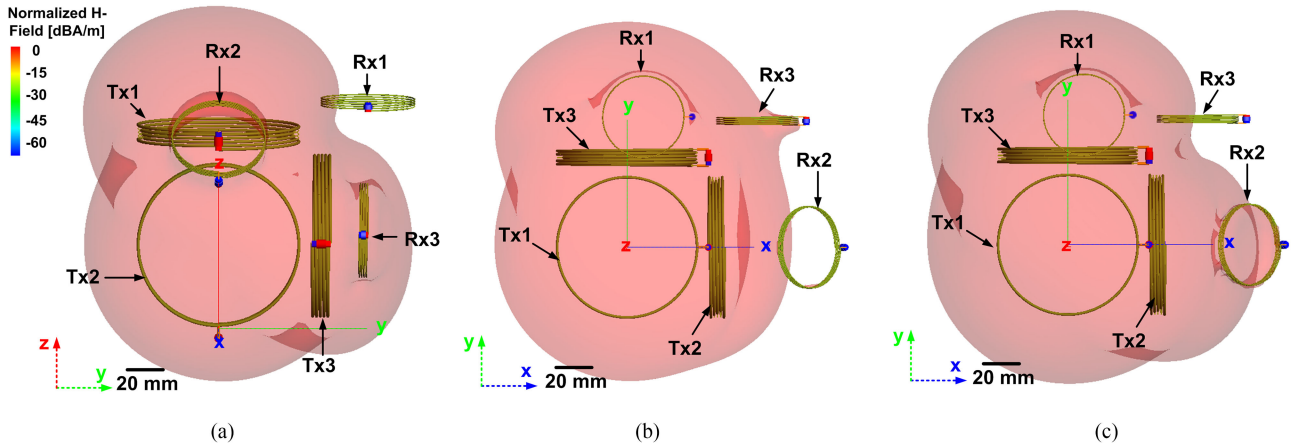 Normalized H-
Field [dBA/m]
0
-15
-30
-45
-60
Tx1
Rx2
Rx1
z
Tx2
Rx3
x
y
Tx3
z
y
20 mm
(a)
Rx1
Rx3
y
Tx3
Rx2
Tx1
z
x
Tx2
y
x
20 mm
(b)
Rx1
Rx3
y
Tx3
Rx2
Tx1
z
x
Tx2
y
x
20 mm
(c)